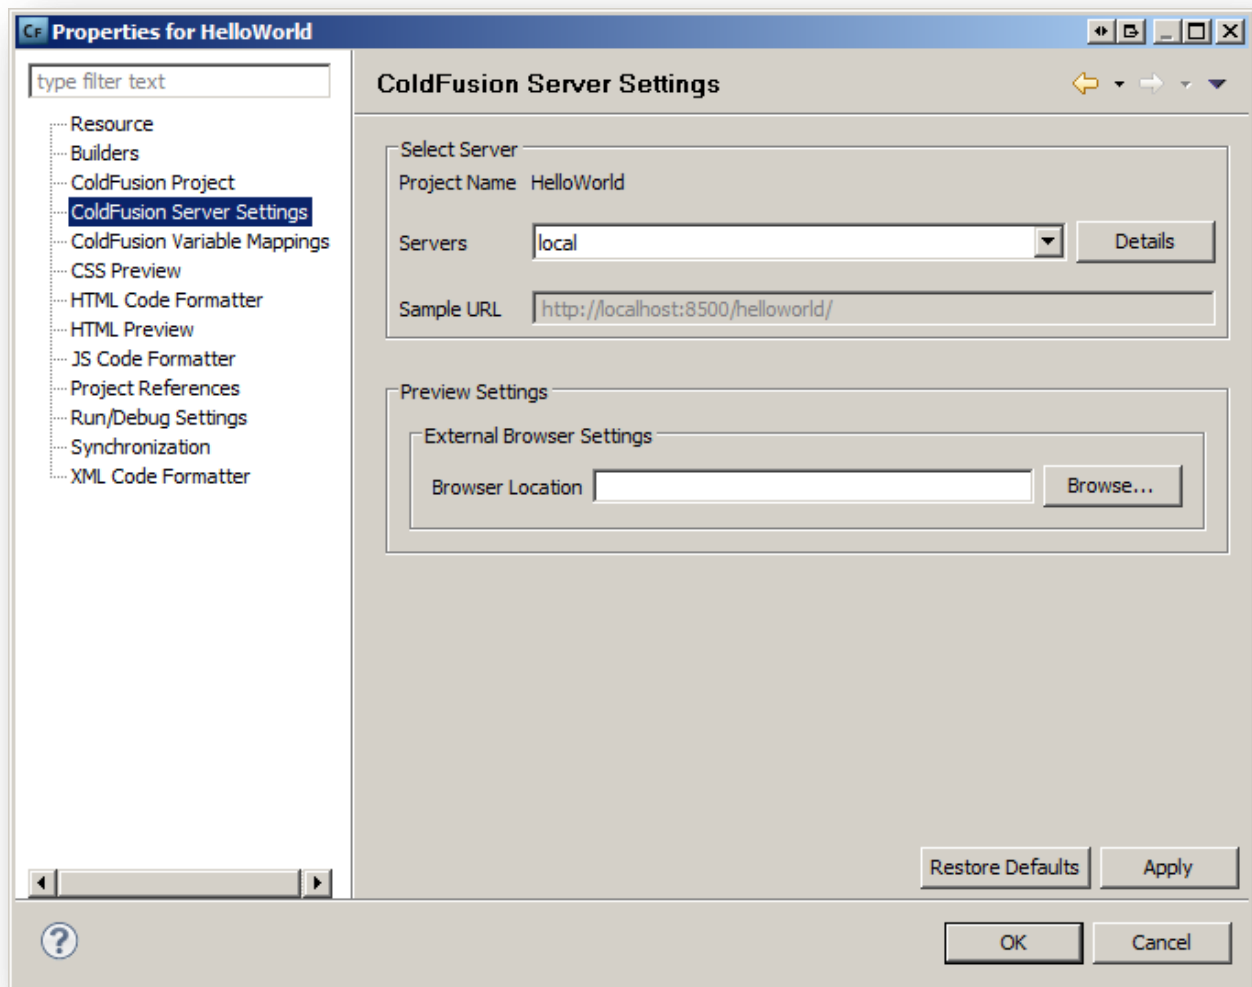 CF Properties for HelloWorld
type filter text
Resource
Builders
ColdFusion Project
ColdFusion Server Settings
ColdFusion Variable Mappings
CSS Preview
HTML Code Formatter
HTML Preview
JS Code Formatter
Project References
Run/Debug Settings
Synchronization
XML Code Formatter
ColdFusion Server Settings
Select Server
Project Name HelloWorld
Servers local Details
Sample URL http://localhost:8500/helloworld/
Preview Settings
External Browser Settings
Browser Location Browse...
Restore Defaults Apply
? OK Cancel